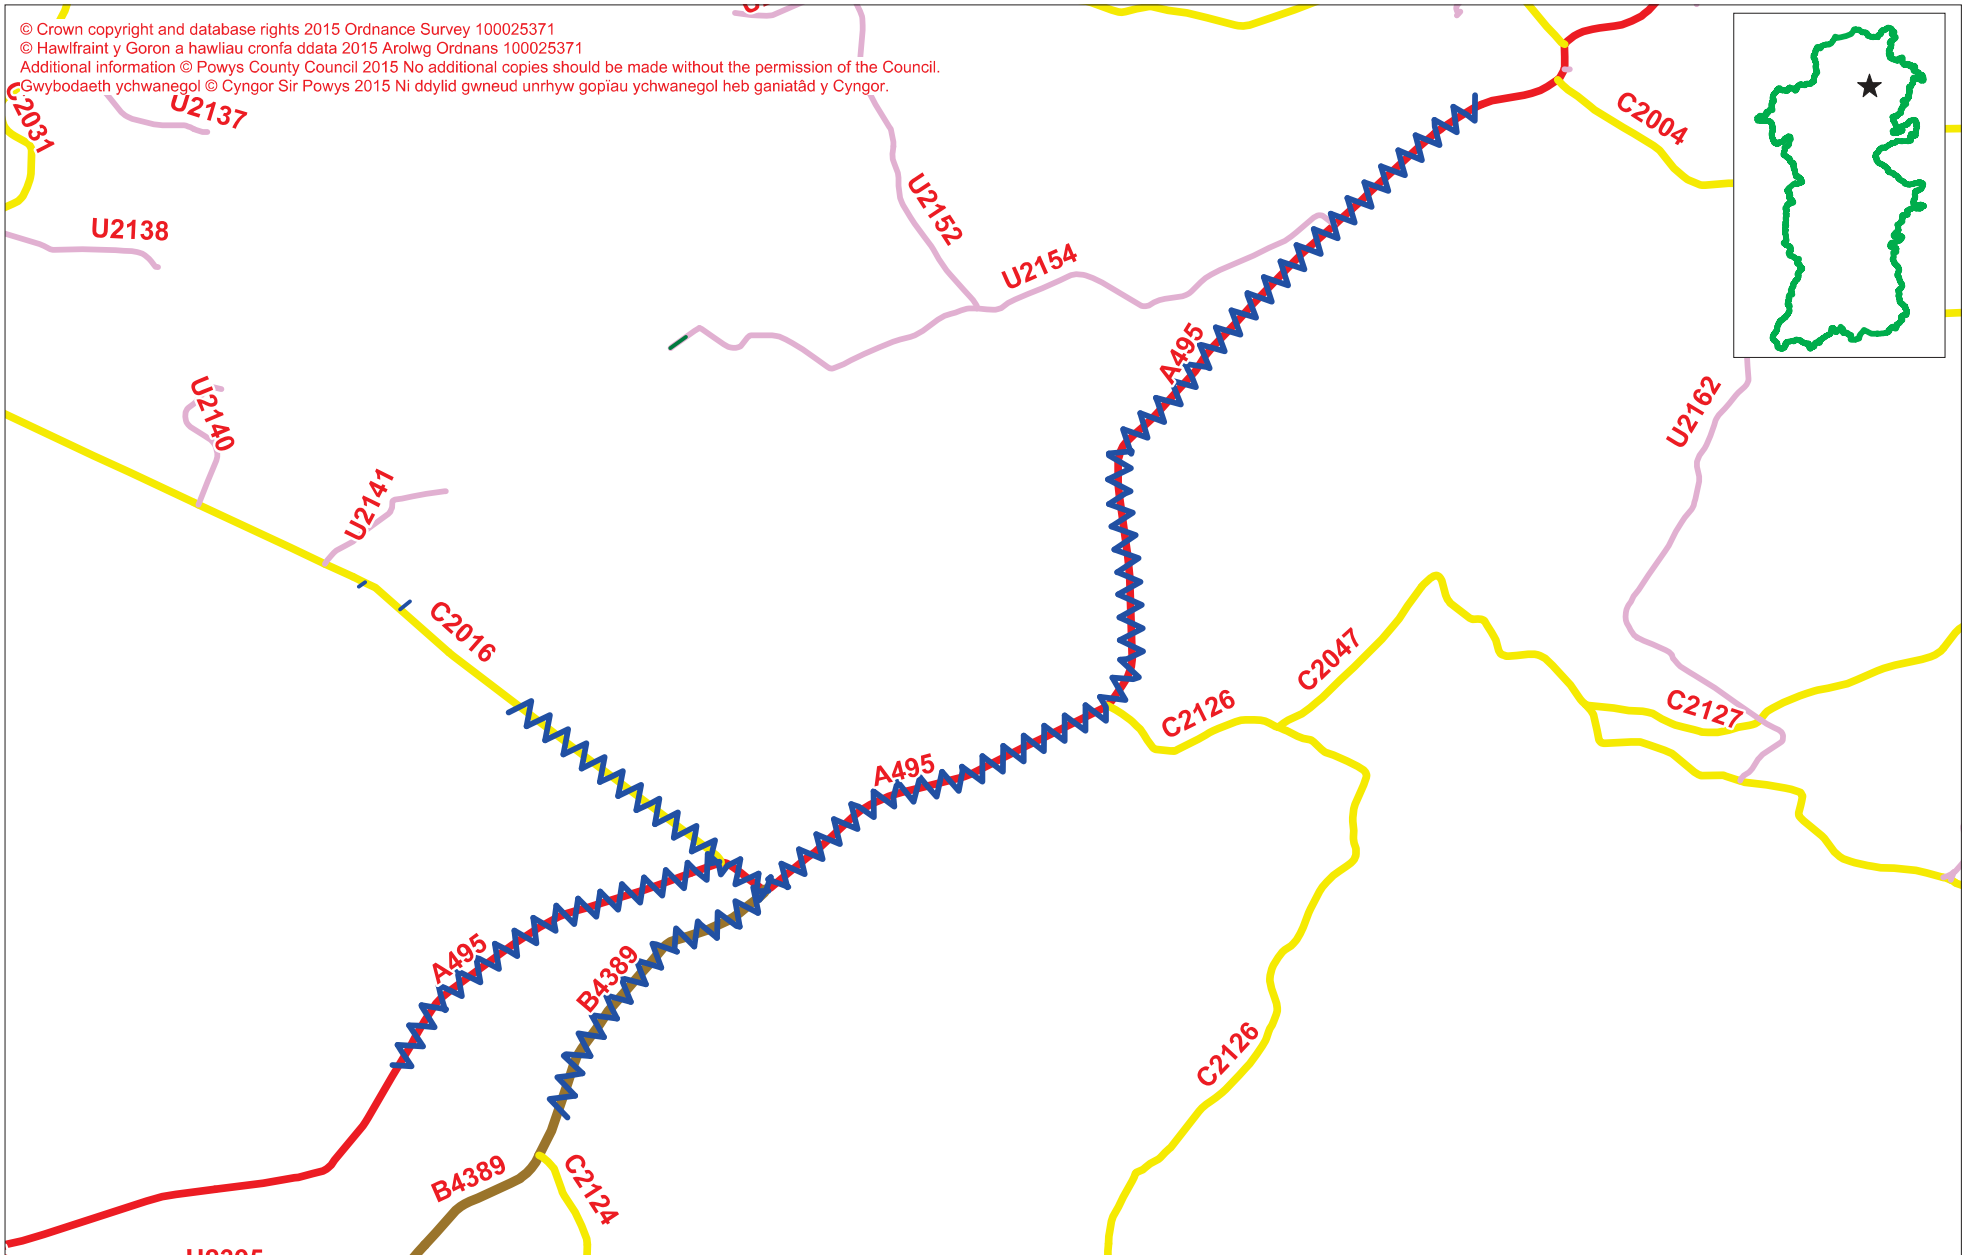 © Crown copyright and database rights 2015 Ordnance Survey 100025371
© Hawlfraint y Goron a hawliau cronfa ddata 2015 Arolwg Ordnans 100025371
Additional information © Powys County Council 2015 No additional copies should be made without the permission of the Council.
Gwybodaeth ychwanegol © Cyngor Sir Powys 2015 Ni ddylid gwneud unrhyw gopïau ychwanegol heb ganiatâd y Cyngor.
C2031
U2137
C2004
U2138
U2152
U2154
A495
U2140
U2162
U2141
C2016
C2047
C2126
C2127
A495
A495
B4389
C2126
B4389
C2124